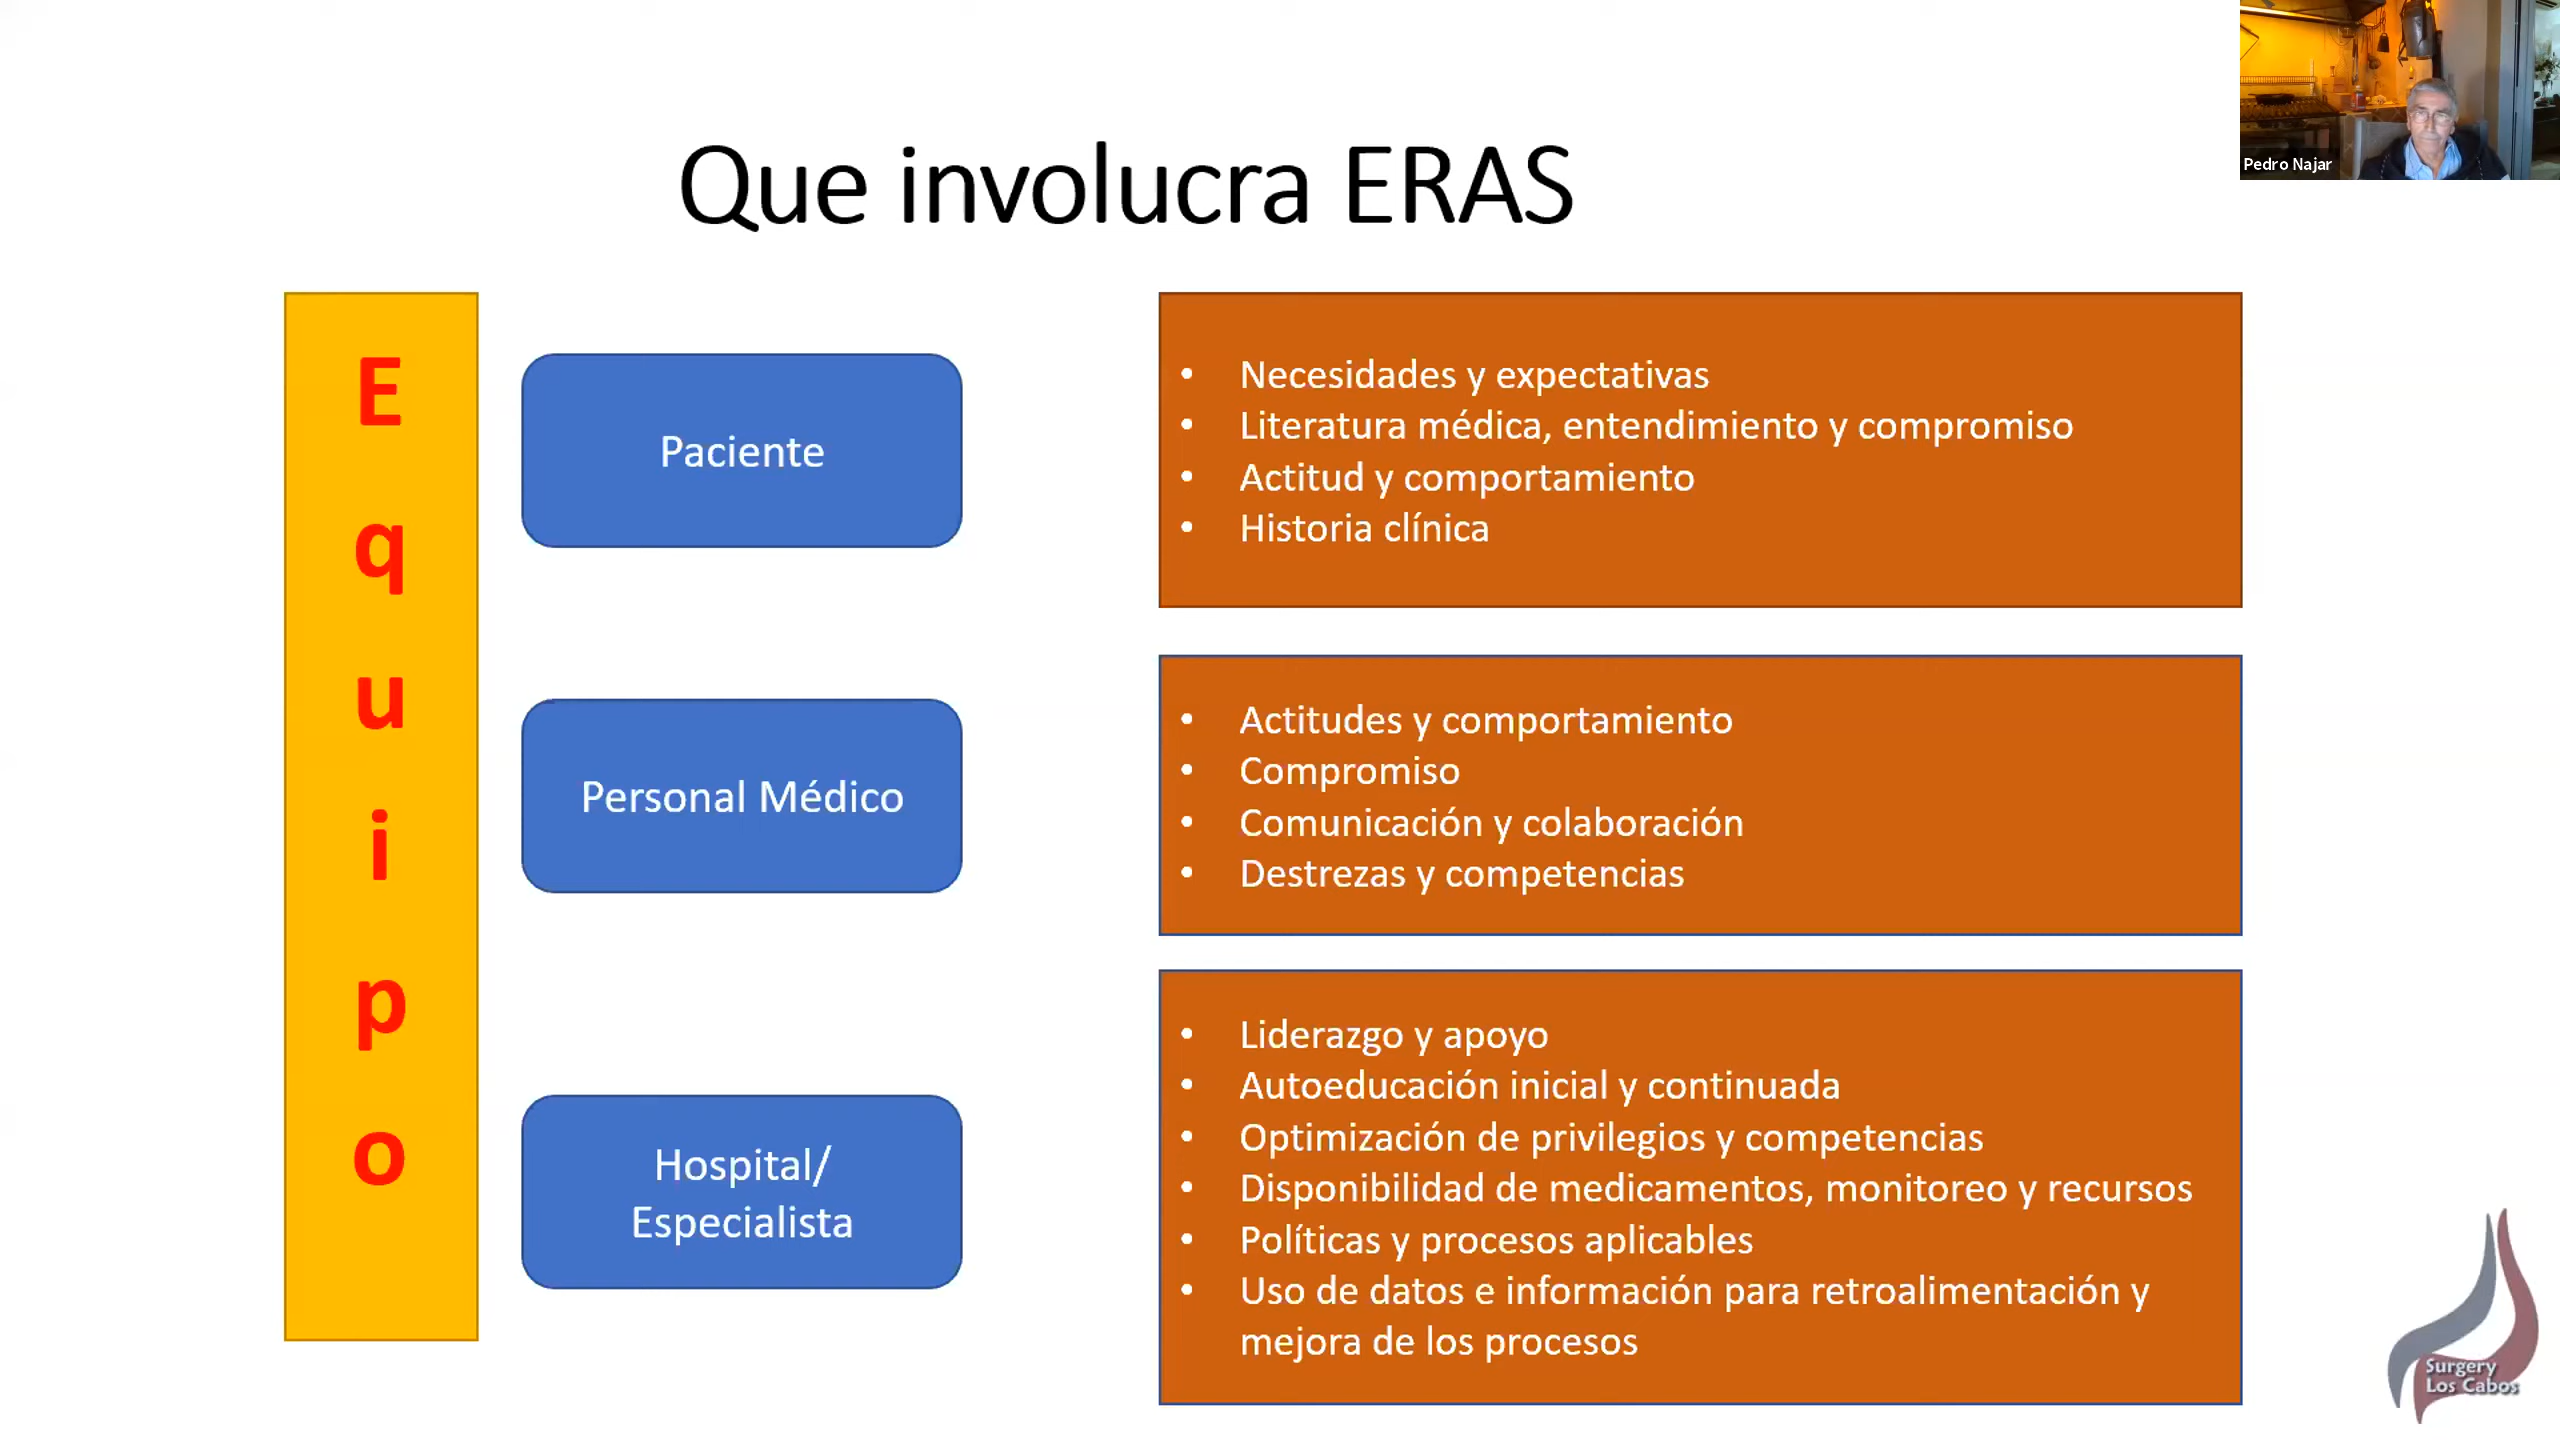 Que involucra ERAS
Pedro Najar
E
q
u
i
p
o
Paciente
• Necesidades y expectativas
• Literatura médica, entendimiento y compromiso
• Actitud y comportamiento
• Historia clínica
Personal Médico
• Actitudes y comportamiento
• Compromiso
• Comunicación y colaboración
• Destrezas y competencias
Hospital/
Especialista
• Liderazgo y apoyo
• Autoeducación inicial y continuada
• Optimización de privilegios y competencias
• Disponibilidad de medicamentos, monitoreo y recursos
• Políticas y procesos aplicables
• Uso de datos e información para retroalimentación y
mejora de los procesos
Surgery
Los Cabos